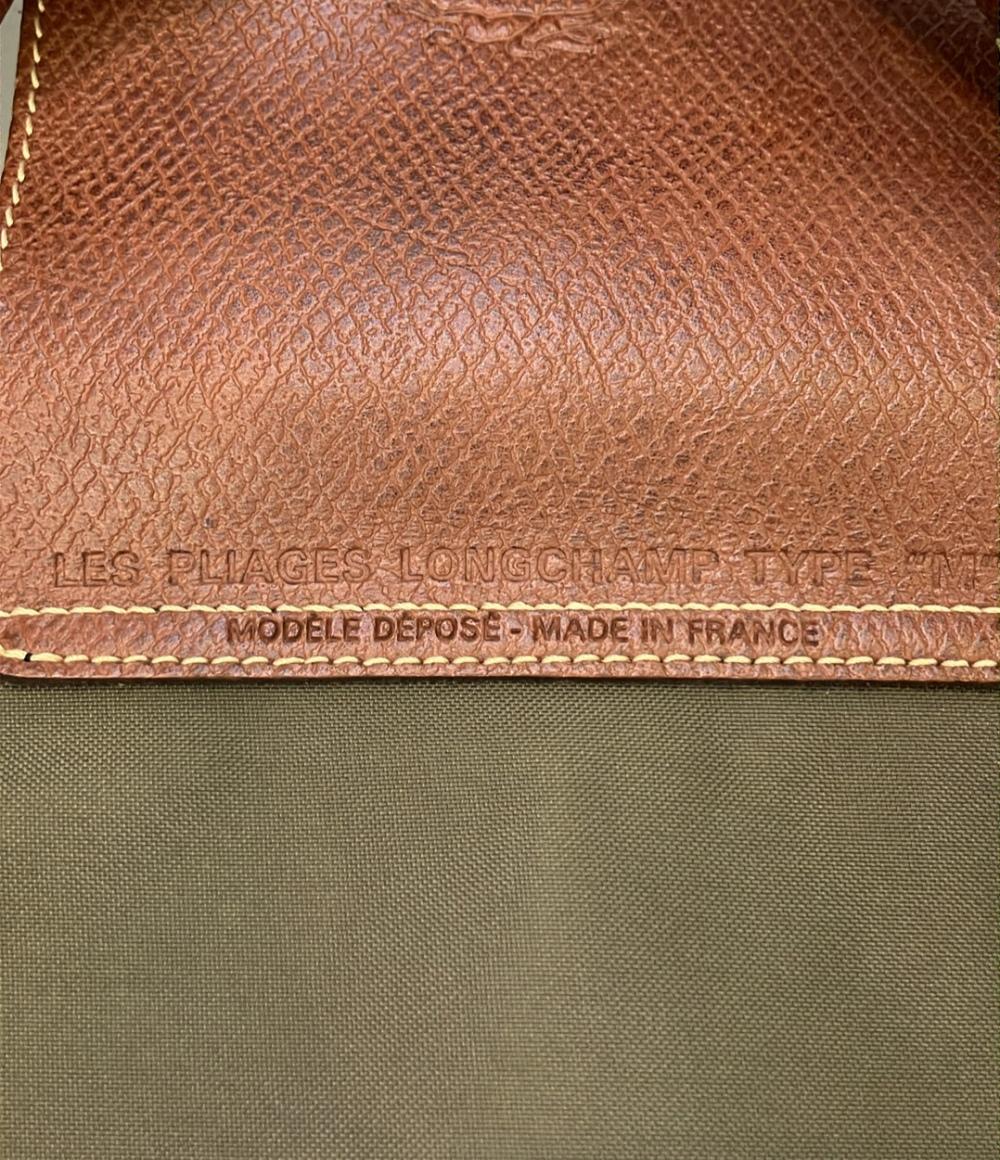 LES PLIAGES LONGCHAMP TYPE "M"
MODÈLE DÉPOSÉ - MADE IN FRANCE